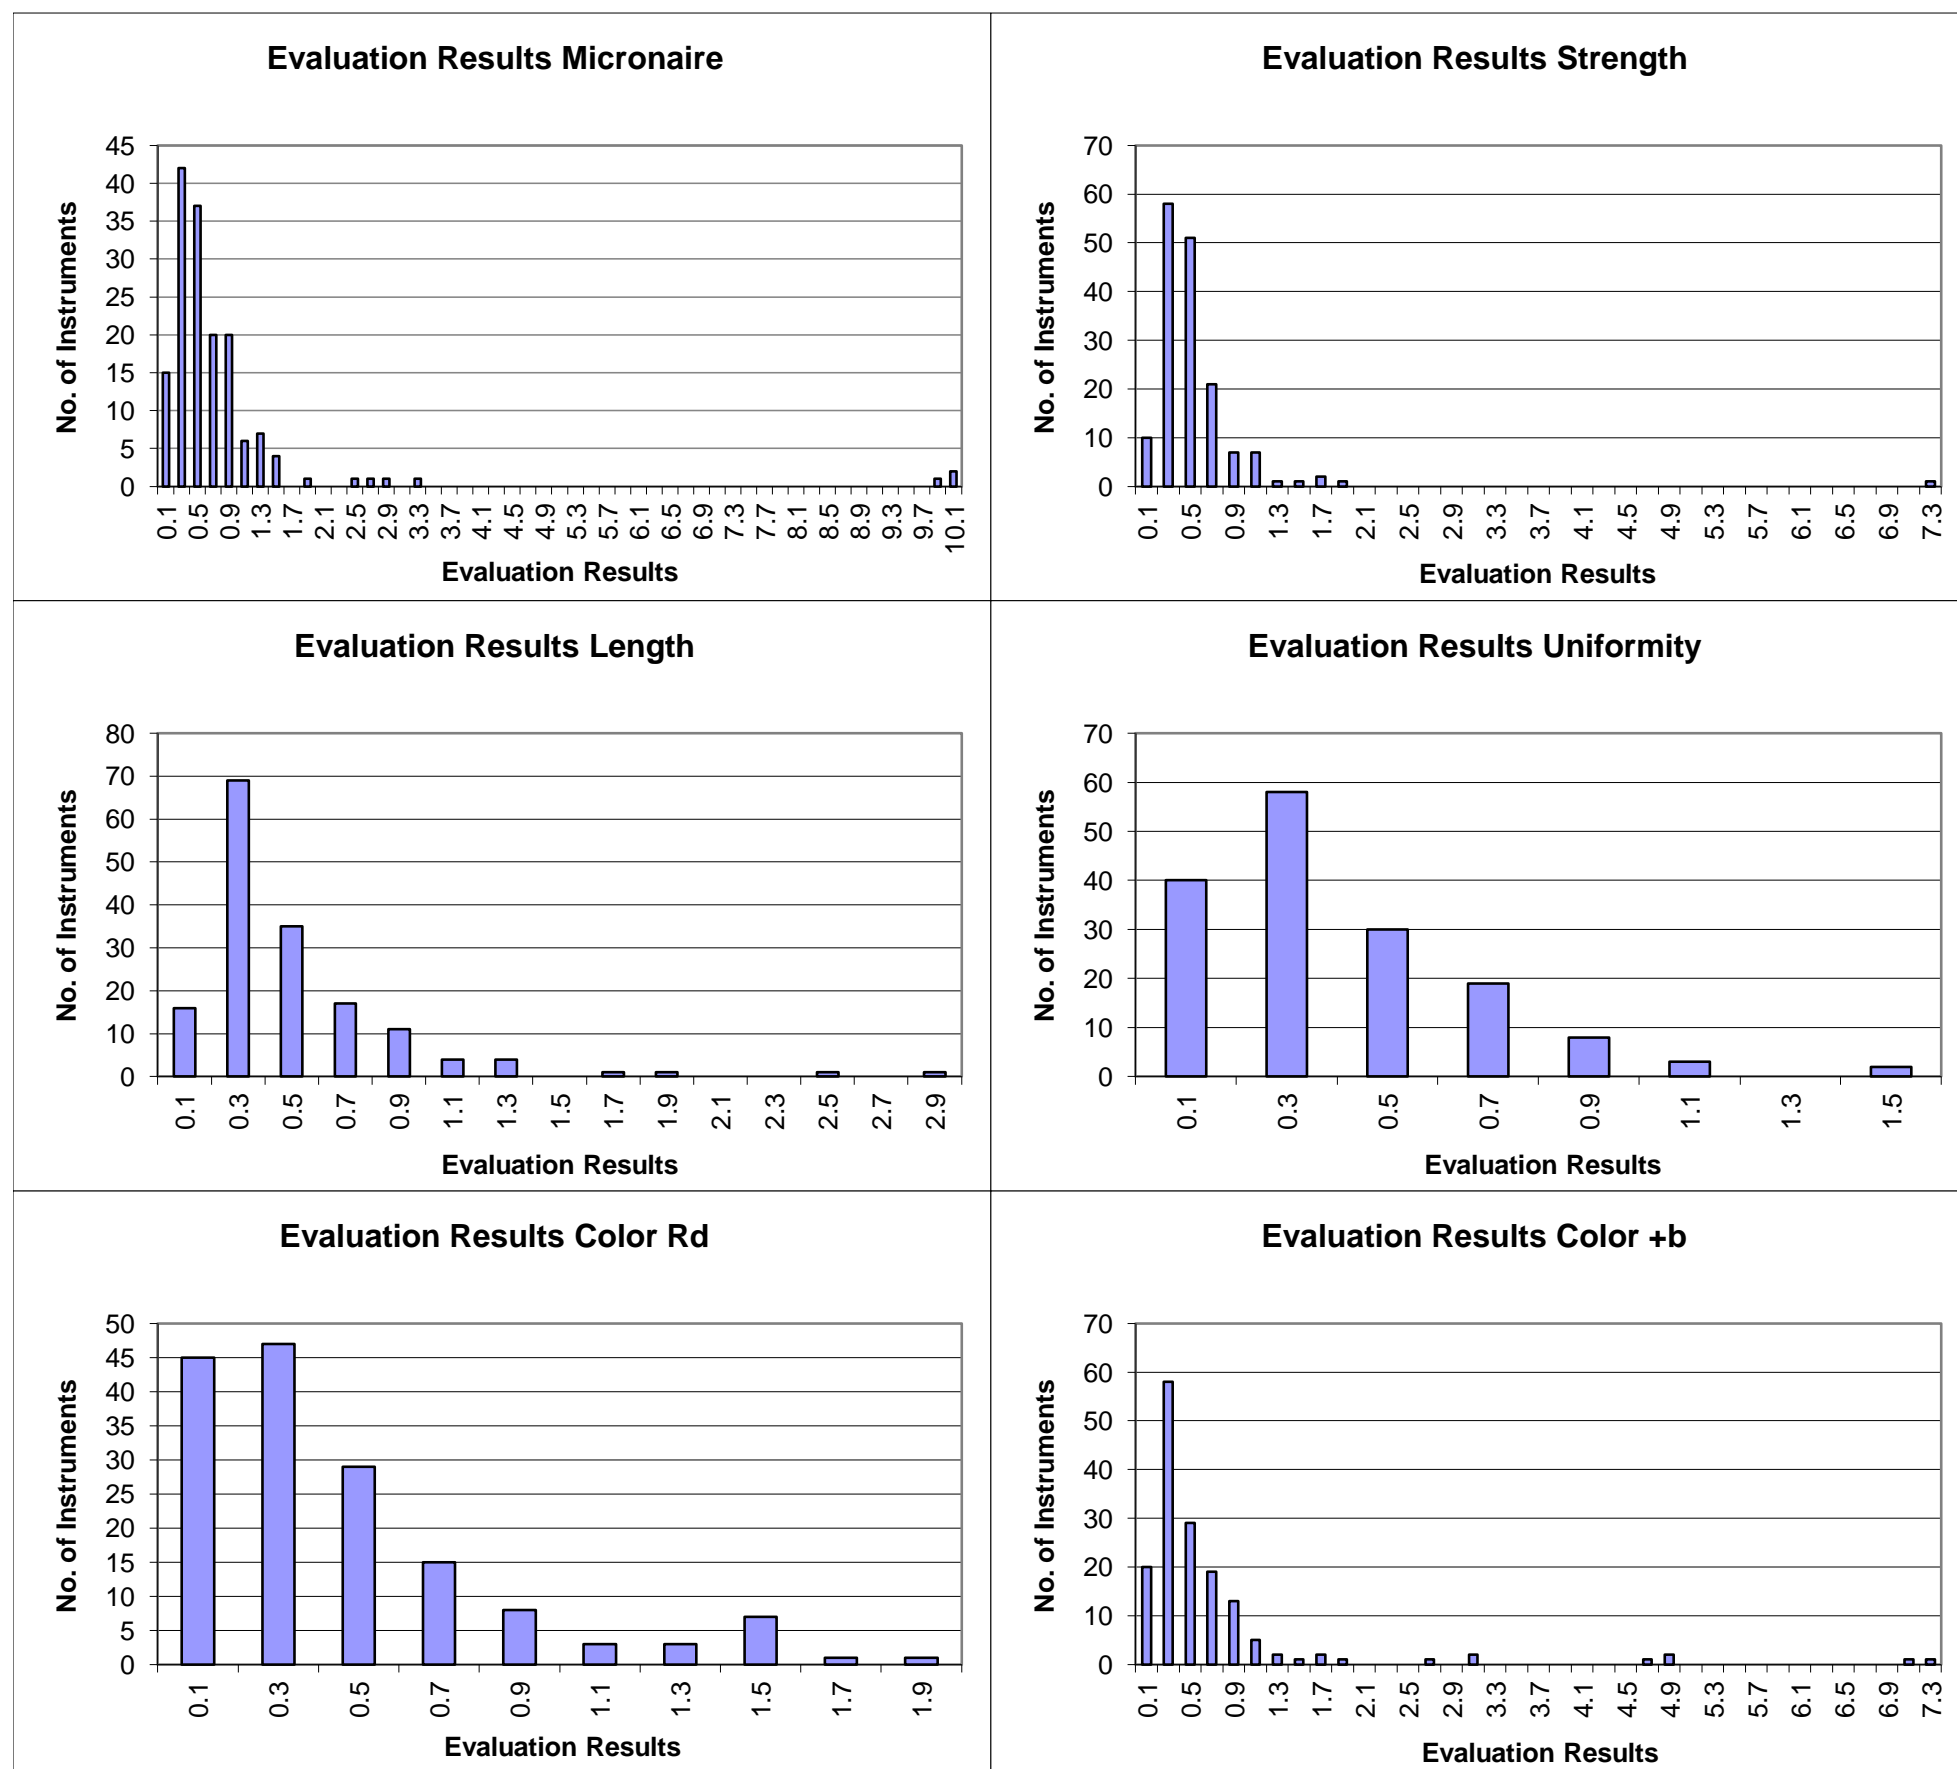 Evaluation Results Micronaire
45
40
35
30
25
20
15
10
5
0
No. of Instruments
0.1 0.5 0.9 1.3 1.7 2.1 2.5 2.9 3.3 3.7 4.1 4.5 4.9 5.3 5.7 6.1 6.5 6.9 7.3 7.7 8.1 8.5 8.9 9.3 9.7 10.1
Evaluation Results
Evaluation Results Strength
70
60
50
40
30
20
10
0
No. of Instruments
0.1 0.5 0.9 1.3 1.7 2.1 2.5 2.9 3.3 3.7 4.1 4.5 4.9 5.3 5.7 6.1 6.5 6.9 7.3
Evaluation Results
Evaluation Results Length
80
70
60
50
40
30
20
10
0
No. of Instruments
0.1 0.3 0.5 0.7 0.9 1.1 1.3 1.5 1.7 1.9 2.1 2.3 2.5 2.7 2.9
Evaluation Results
Evaluation Results Uniformity
70
60
50
40
30
20
10
0
No. of Instruments
0.1 0.3 0.5 0.7 0.9 1.1 1.3 1.5
Evaluation Results
Evaluation Results Color Rd
50
45
40
35
30
25
20
15
10
5
0
No. of Instruments
0.1 0.3 0.5 0.7 0.9 1.1 1.3 1.5 1.7 1.9
Evaluation Results
Evaluation Results Color +b
70
60
50
40
30
20
10
0
No. of Instruments
0.1 0.5 0.9 1.3 1.7 2.1 2.5 2.9 3.3 3.7 4.1 4.5 4.9 5.3 5.7 6.1 6.5 6.9 7.3
Evaluation Results